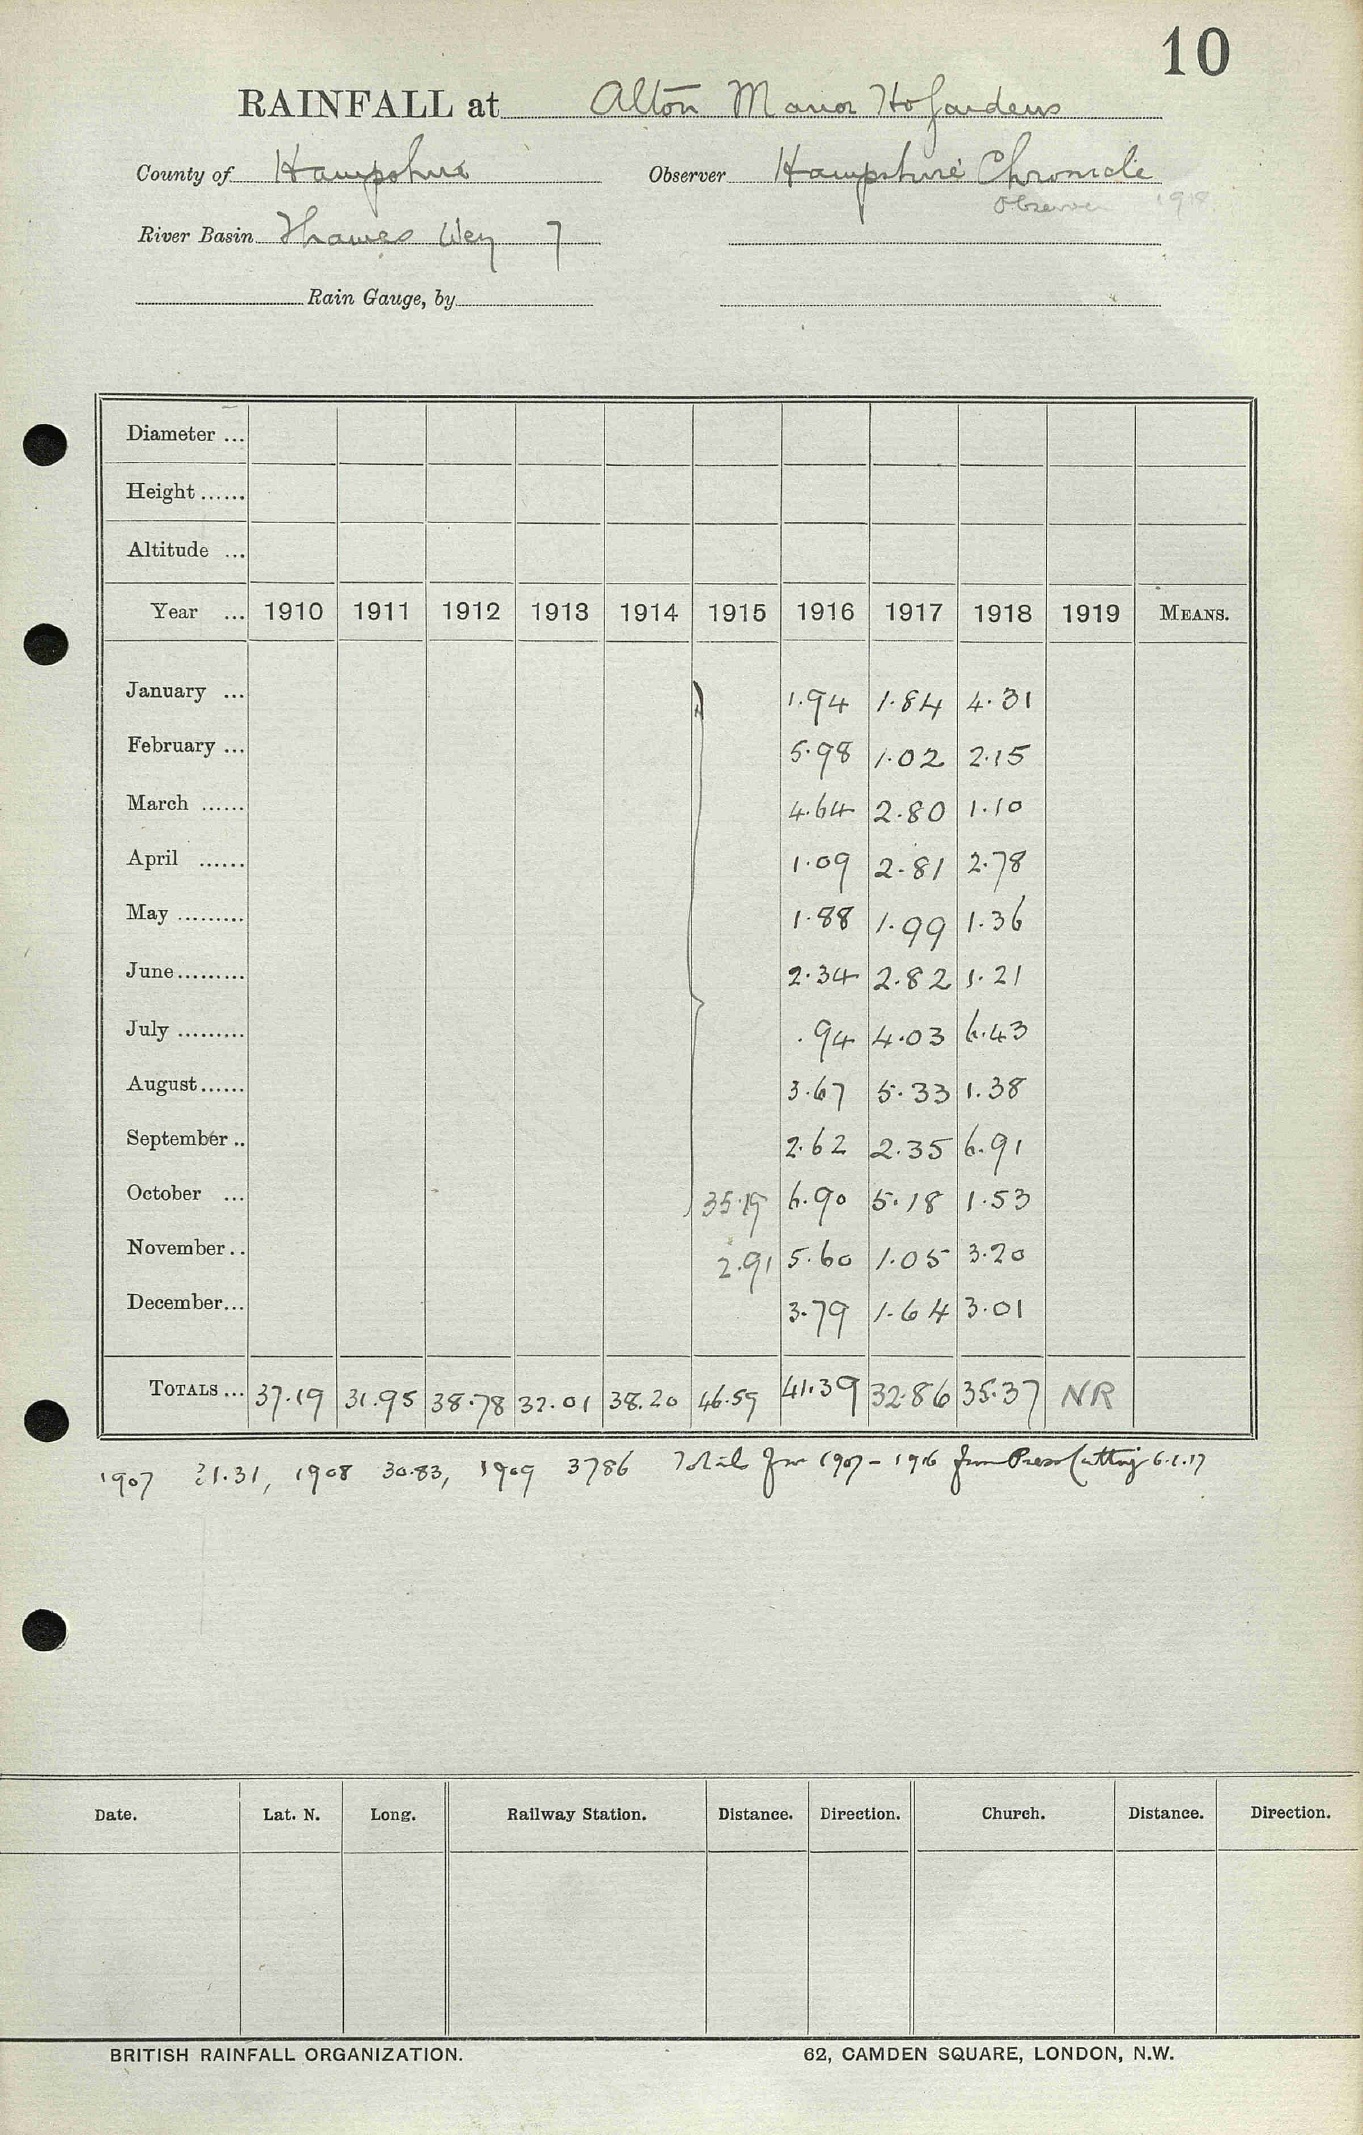 10
RAINFALL at Alton Manor Ho Gardens
County of Hampshire Observer Hampshire Chronicle
Observer 1918
River Basin Thames Wey 7
Rain Gauge, by
Diameter ...
Height ......
Altitude ...
Year ... 1910 1911 1912 1913 1914 1915 1916 1917 1918 1919 MEANS.
January ... 1.94 1.84 4.31
February ... 5.98 1.02 2.15
March ...... 4.64 2.80 1.10
April ...... 1.09 2.81 2.78
May ......... 1.88 1.99 1.36
June ......... 2.34 2.82 1.21
July ......... .94 4.03 6.43
August ...... 3.67 5.33 1.38
September .. 2.62 2.35 6.91
October ... 35.19 6.90 5.18 1.53
November .. 2.91 5.60 1.05 3.20
December ... 3.79 1.64 3.01
TOTALS ... 37.19 31.95 38.78 32.01 38.20 46.59 41.39 32.86 35.37 NR
1907 31.31, 1908 30.83, 1909 3786 Totals for 1907 - 1916 from Press Cutting 6.1.17
Date. Lat. N. Long. Railway Station. Distance. Direction. Church. Distance. Direction.
BRITISH RAINFALL ORGANIZATION. 62, CAMDEN SQUARE, LONDON, N.W.